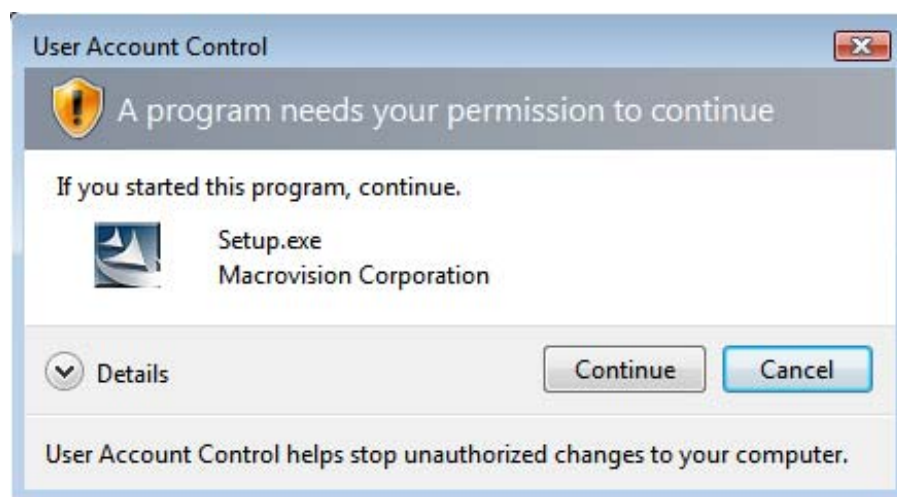 User Account Control
A program needs your permission to continue
If you started this program, continue.
Setup.exe
Macrovision Corporation
Details
Continue
Cancel
User Account Control helps stop unauthorized changes to your computer.